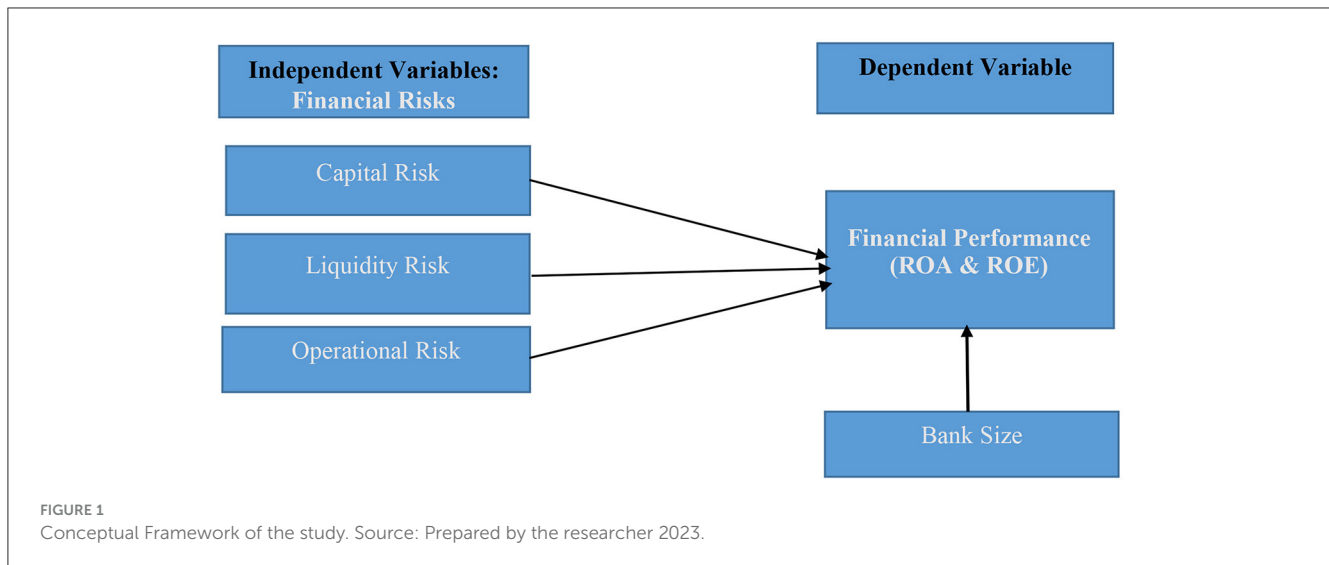 Independent Variables:
Financial Risks
Dependent Variable
Capital Risk
Liquidity Risk
Operational Risk
Financial Performance
(ROA & ROE)
Bank Size
FIGURE 1
Conceptual Framework of the study. Source: Prepared by the researcher 2023.